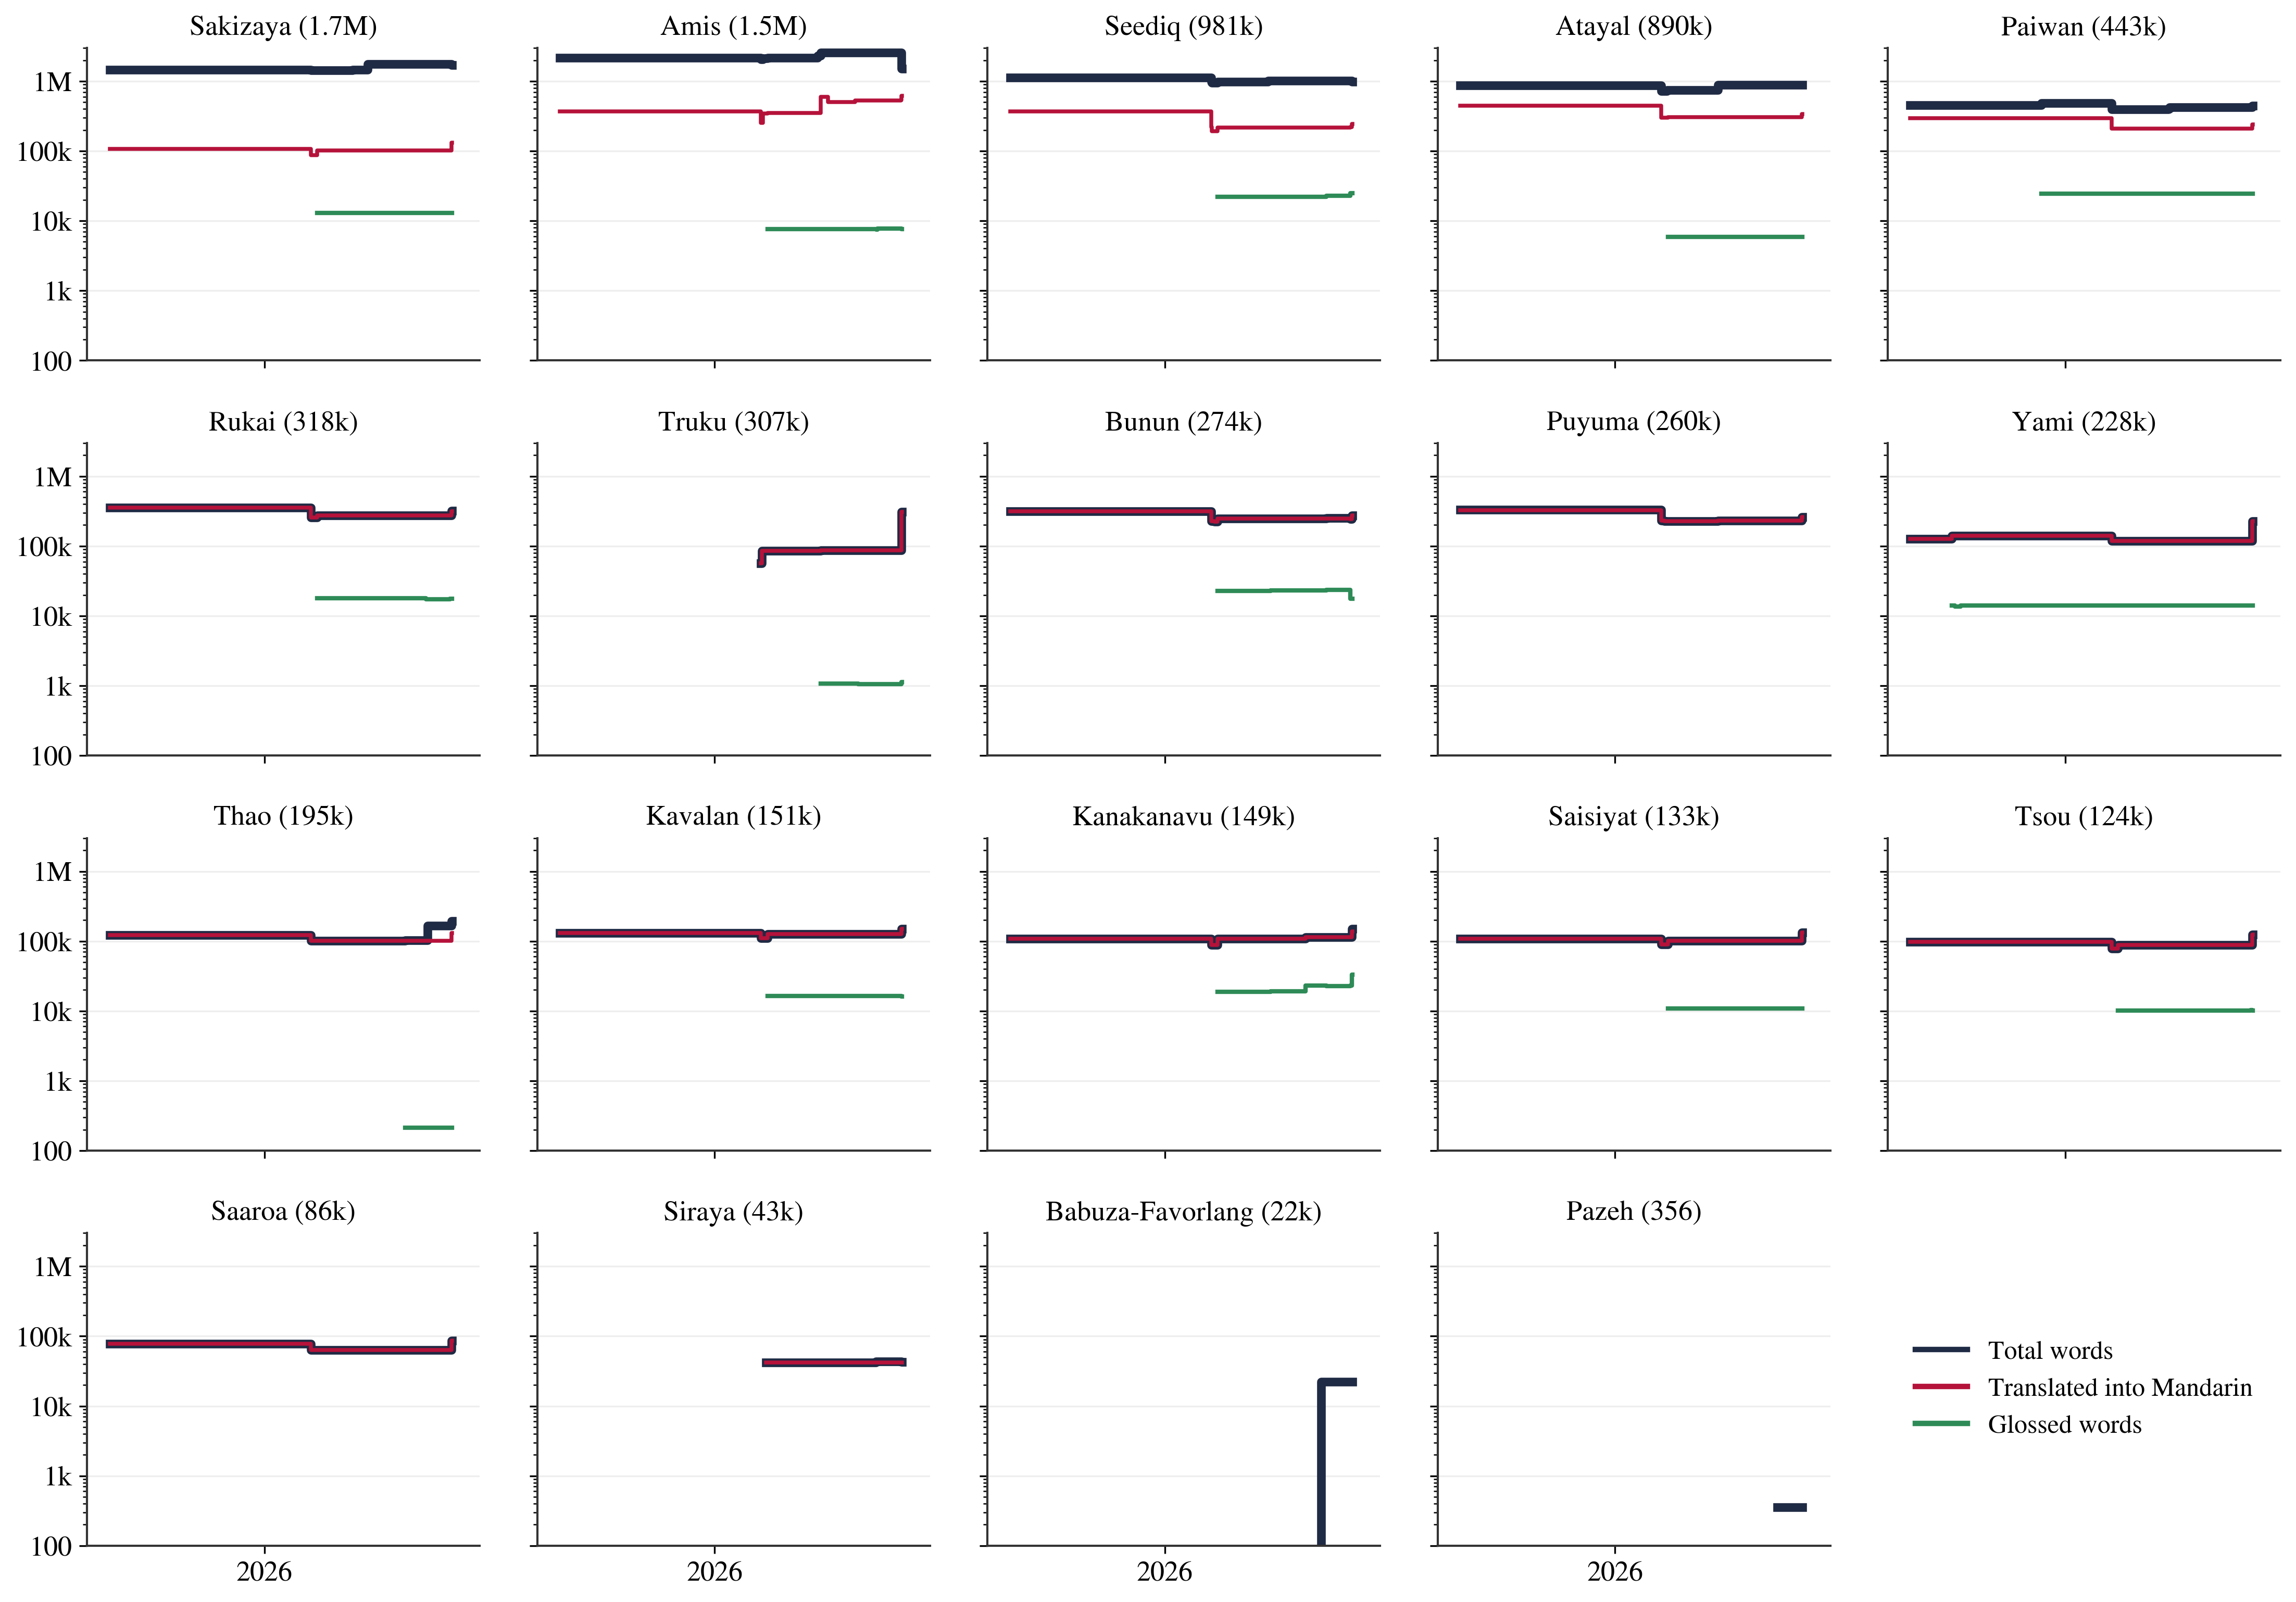 Sakizaya (1.7M)
Amis (1.5M)
Seediq (981k)
Atayal (890k)
Paiwan (443k)
1M
100k
10k
1k
100
Rukai (318k)
Truku (307k)
Bunun (274k)
Puyuma (260k)
Yami (228k)
1M
100k
10k
1k
100
Thao (195k)
Kavalan (151k)
Kanakanavu (149k)
Saisiyat (133k)
Tsou (124k)
1M
100k
10k
1k
100
Saaroa (86k)
Siraya (43k)
Babuza-Favorlang (22k)
Pazeh (356)
1M
100k
10k
1k
100
2026
2026
2026
2026
Total words
Translated into Mandarin
Glossed words